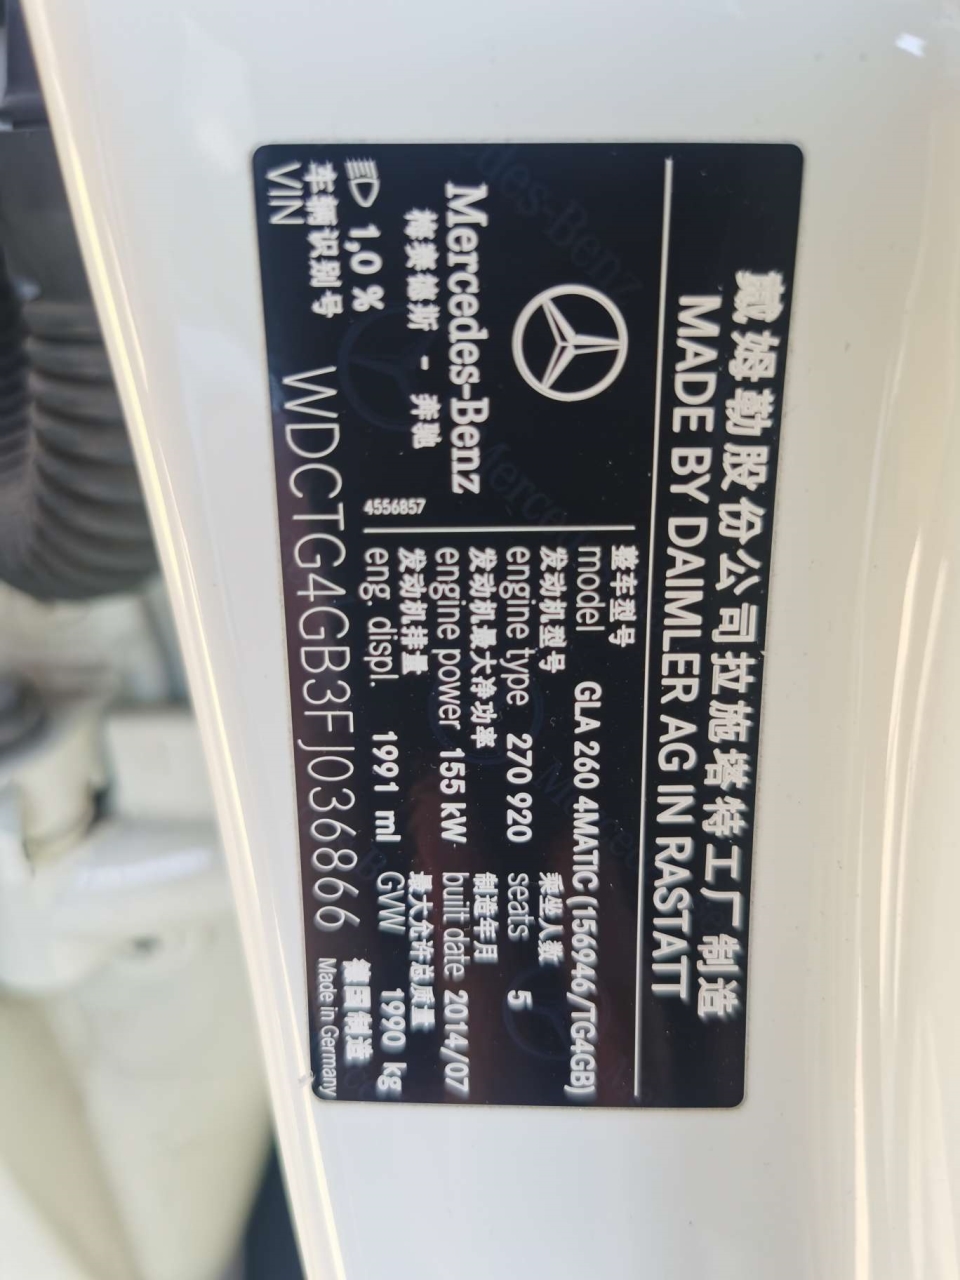 戴姆勒股份公司拉施塔特工厂制造
MADE BY DAIMLER AG IN RASTATT
Mercedes-Benz
梅赛德斯 - 奔驰
4556857
整车型号
model GLA 260 4MATIC (156946/TG4GB)
发动机型号 乘坐人数
engine type 270 920 seats 5
发动机最大净功率 制造年月
engine power 155 kW built date 2014/07
发动机排量 最大允许总质量
eng. displ. 1991 ml GVW 1990 kg
1,0 %
车辆识别号
VIN WDCTG4GB3FJ036866
德国制造
Made in Germany